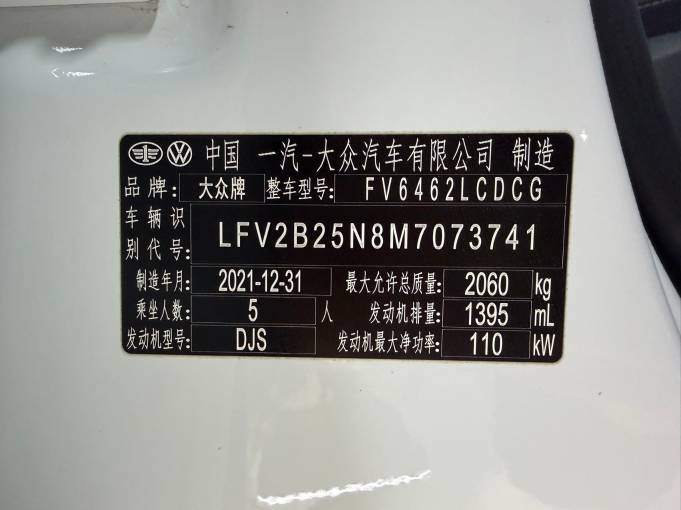 中国 一汽-大众汽车有限公司 制造
品牌: 大众牌 整车型号: FV6462LCDCG
车辆识别代号: LFV2B25N8M7073741
制造年月: 2021-12-31 最大允许总质量: 2060 kg
乘坐人数: 5 人 发动机排量: 1395 mL
发动机型号: DJS 发动机最大净功率: 110 kW